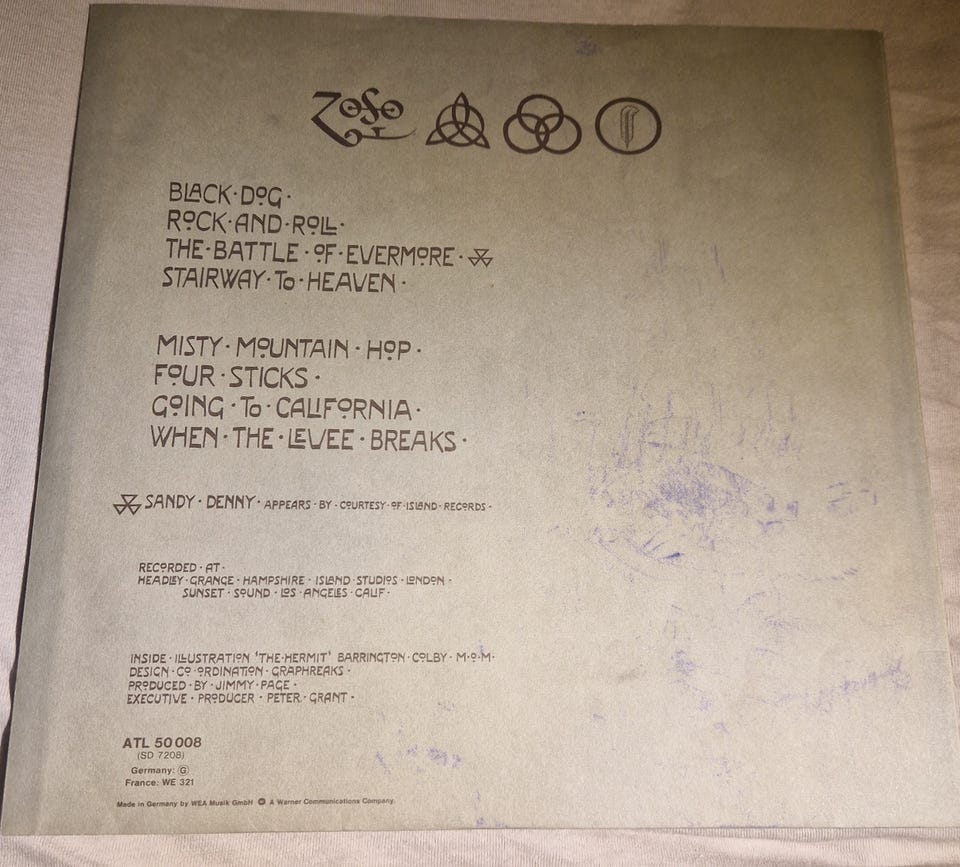 ZOSO
BLACK·DOG·
ROCK·AND·ROLL·
THE·BATTLE·OF·EVERMORE·
STAIRWAY·TO·HEAVEN·
MISTY·MOUNTAIN·HOP·
FOUR·STICKS·
GOING·TO·CALIFORNIA·
WHEN·THE·LEVEE·BREAKS·
SANDY·DENNY·APPEARS·BY·COURTESY·OF·ISLAND·RECORDS·
RECORDED·AT·
HEADLEY·GRANGE·HAMPSHIRE·ISLAND·STUDIOS·LONDON·
SUNSET·SOUND·LOS·ANGELES·CALIF·
INSIDE·ILLUSTRATION 'THE·HERMIT' BARRINGTON·COLBY·M·O·M·
DESIGN·CO·ORDINATION·GRAPHREAKS·
PRODUCED·BY·JIMMY·PAGE·
EXECUTIVE·PRODUCER·PETER·GRANT·
ATL 50 008
(SD 7208)
Germany: G
France: WE 321
Made in Germany by WEA Musik GmbH A Warner Communications Company.